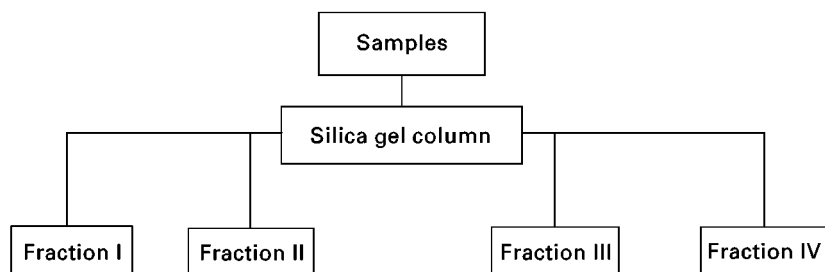 Samples
Silica gel column
Fraction I
Fraction II
Fraction III
Fraction IV